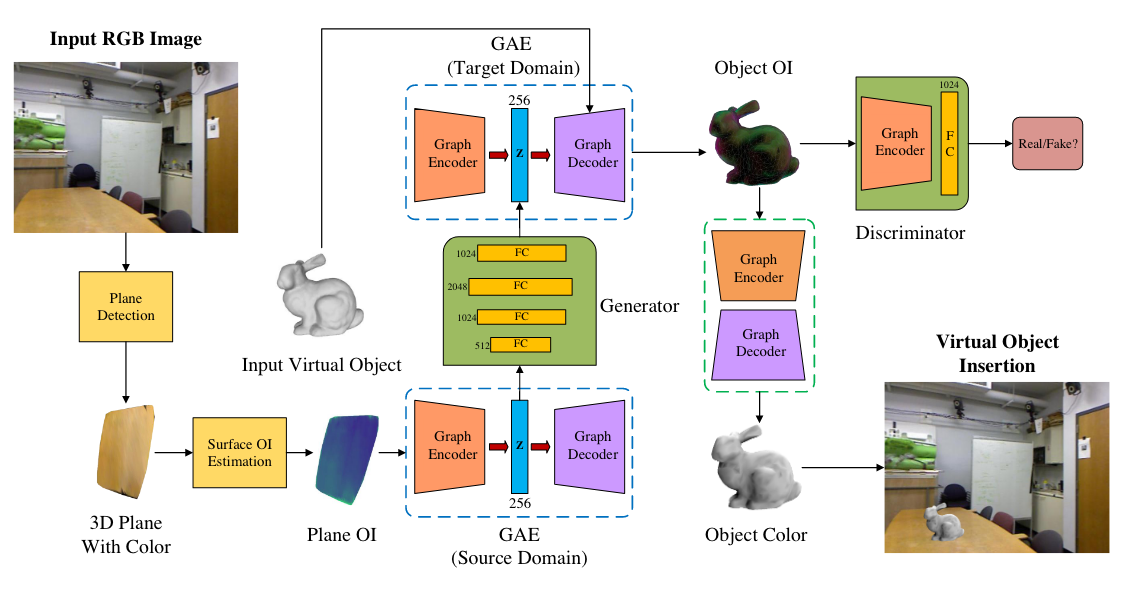 Input RGB Image
Plane
Detection
3D Plane
With Color
Surface OI
Estimation
Plane OI
Input Virtual Object
GAE
(Target Domain)
256
Graph
Encoder
z
Graph
Decoder
1024
FC
2048
FC
1024
FC
512
FC
Generator
Graph
Encoder
z
Graph
Decoder
256
GAE
(Source Domain)
Object OI
Graph
Encoder
Graph
Decoder
Object Color
1024
Graph
Encoder
F
C
Discriminator
Real/Fake?
Virtual Object
Insertion